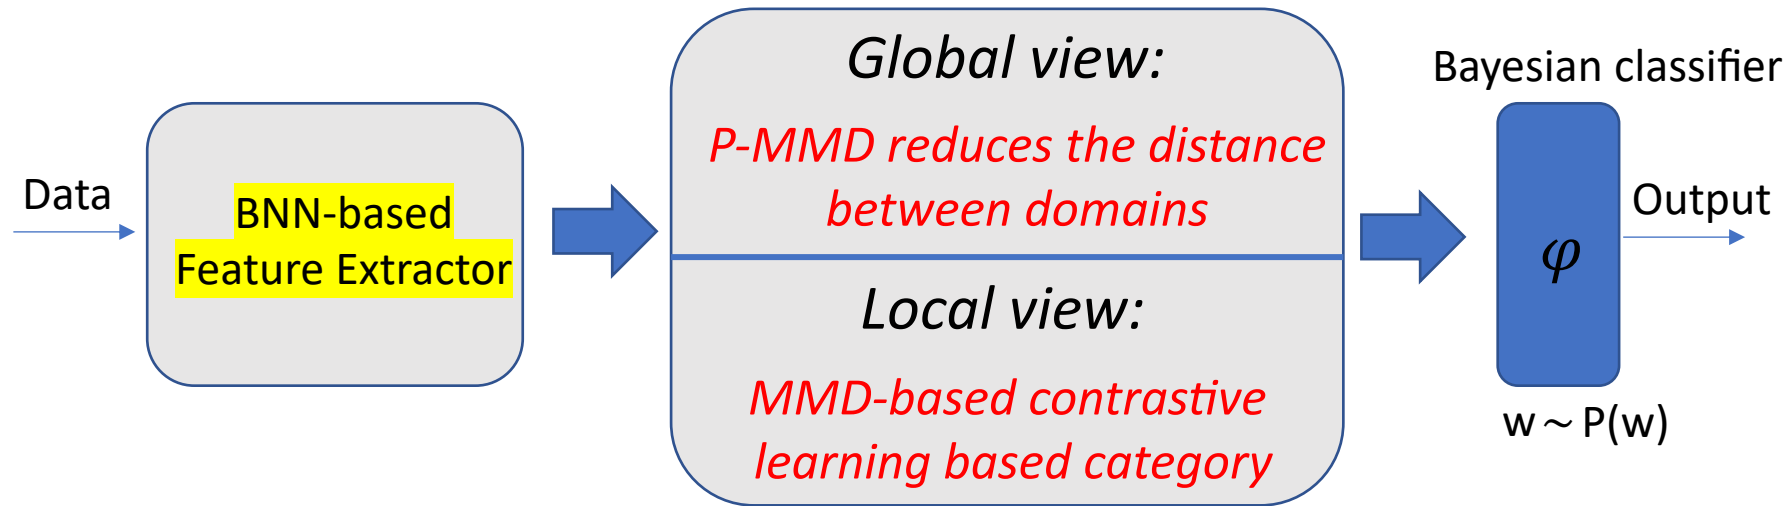 Data
BNN-based
Feature Extractor
Global view:
P-MMD reduces the distance
between domains
Local view:
MMD-based contrastive
learning based category
Bayesian classifier
φ
w ~ P(w)
Output